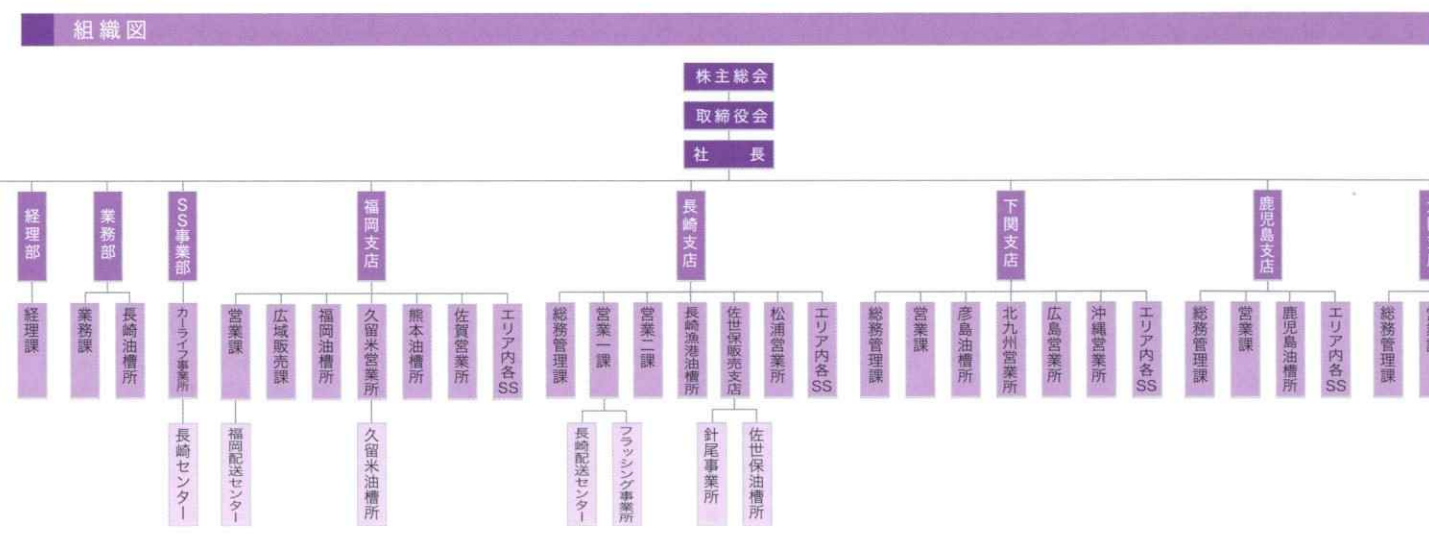 組織図
株主総会
取締役会
社長
経理部
業務部
SS事業部
福岡支店
長崎支店
下関支店
鹿児島支店
経理課
業務課
長崎油槽所
カーライフ事業所
営業課
広域販売課
福岡油槽所
久留米営業所
熊本油槽所
佐賀営業所
エリア内各SS
総務管理課
営業一課
営業二課
長崎漁港油槽所
佐世保販売支店
松浦営業所
エリア内各SS
総務管理課
営業課
彦島油槽所
北九州営業所
広島営業所
沖縄営業所
エリア内各SS
総務管理課
営業課
鹿児島油槽所
エリア内各SS
総務管理課
長崎センター
福岡配送センター
久留米油槽所
長崎配送センター
フラッシング事業所
針尾事業所
佐世保油槽所